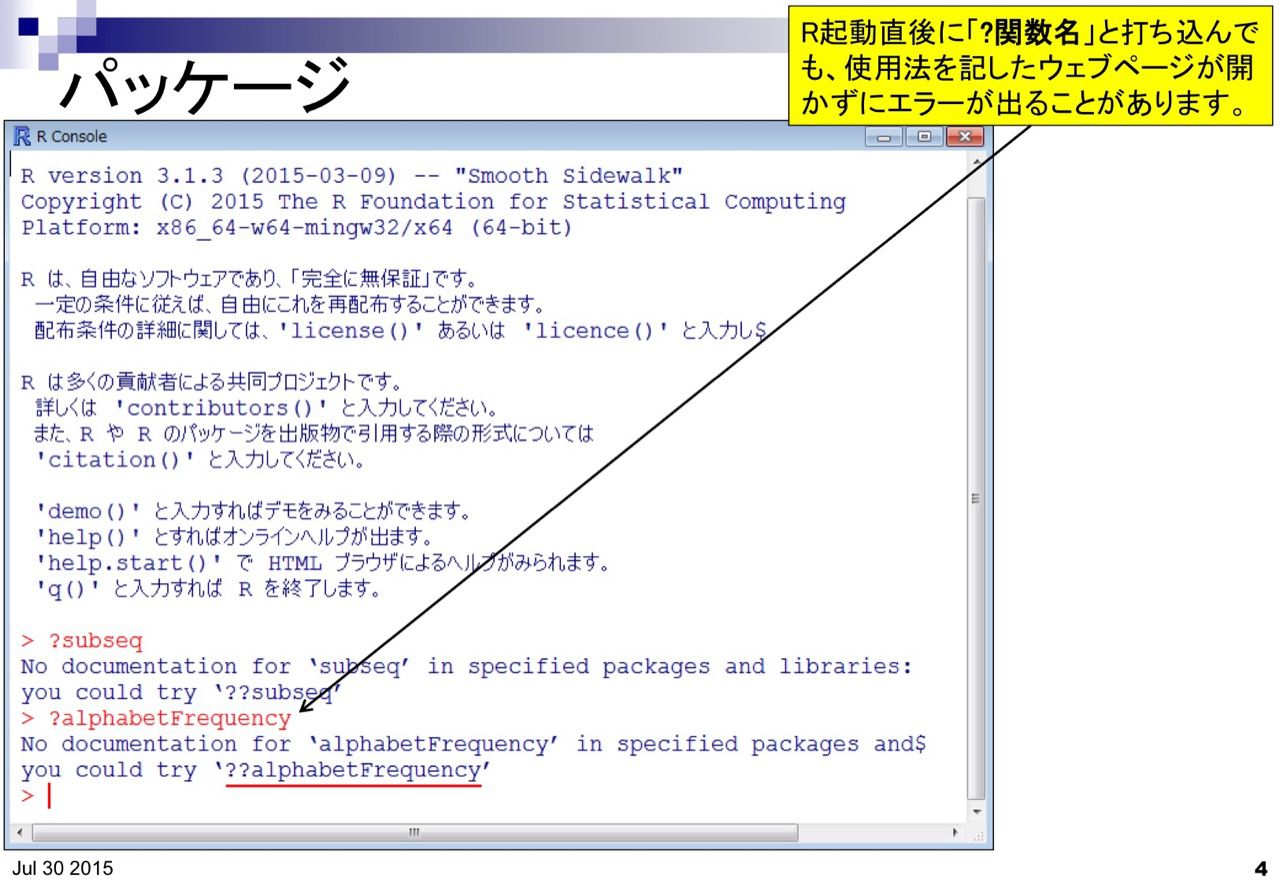 パッケージ
R起動直後に「?関数名」と打ち込んで
も、使用法を記したウェブページが開
かずにエラーが出ることがあります。
R Console
R version 3.1.3 (2015-03-09) -- "Smooth Sidewalk"
Copyright (C) 2015 The R Foundation for Statistical Computing
Platform: x86_64-w64-mingw32/x64 (64-bit)
R は、自由なソフトウェアであり、「完全に無保証」です。
一定の条件に従えば、自由にこれを再配布することができます。
配布条件の詳細に関しては、'license()' あるいは 'licence()' と入力し$
R は多くの貢献者による共同プロジェクトです。
詳しくは 'contributors()' と入力してください。
また、R や R のパッケージを出版物で引用する際の形式については
'citation()' と入力してください。
'demo()' と入力すればデモをみることができます。
'help()' とすればオンラインヘルプが出ます。
'help.start()' で HTML ブラウザによるヘルプがみられます。
'q()' と入力すれば R を終了します。
> ?subseq
No documentation for ‘subseq’ in specified packages and libraries:
you could try ‘??subseq’
> ?alphabetFrequency
No documentation for ‘alphabetFrequency’ in specified packages and$
you could try ‘??alphabetFrequency’
>
Jul 30 2015
4